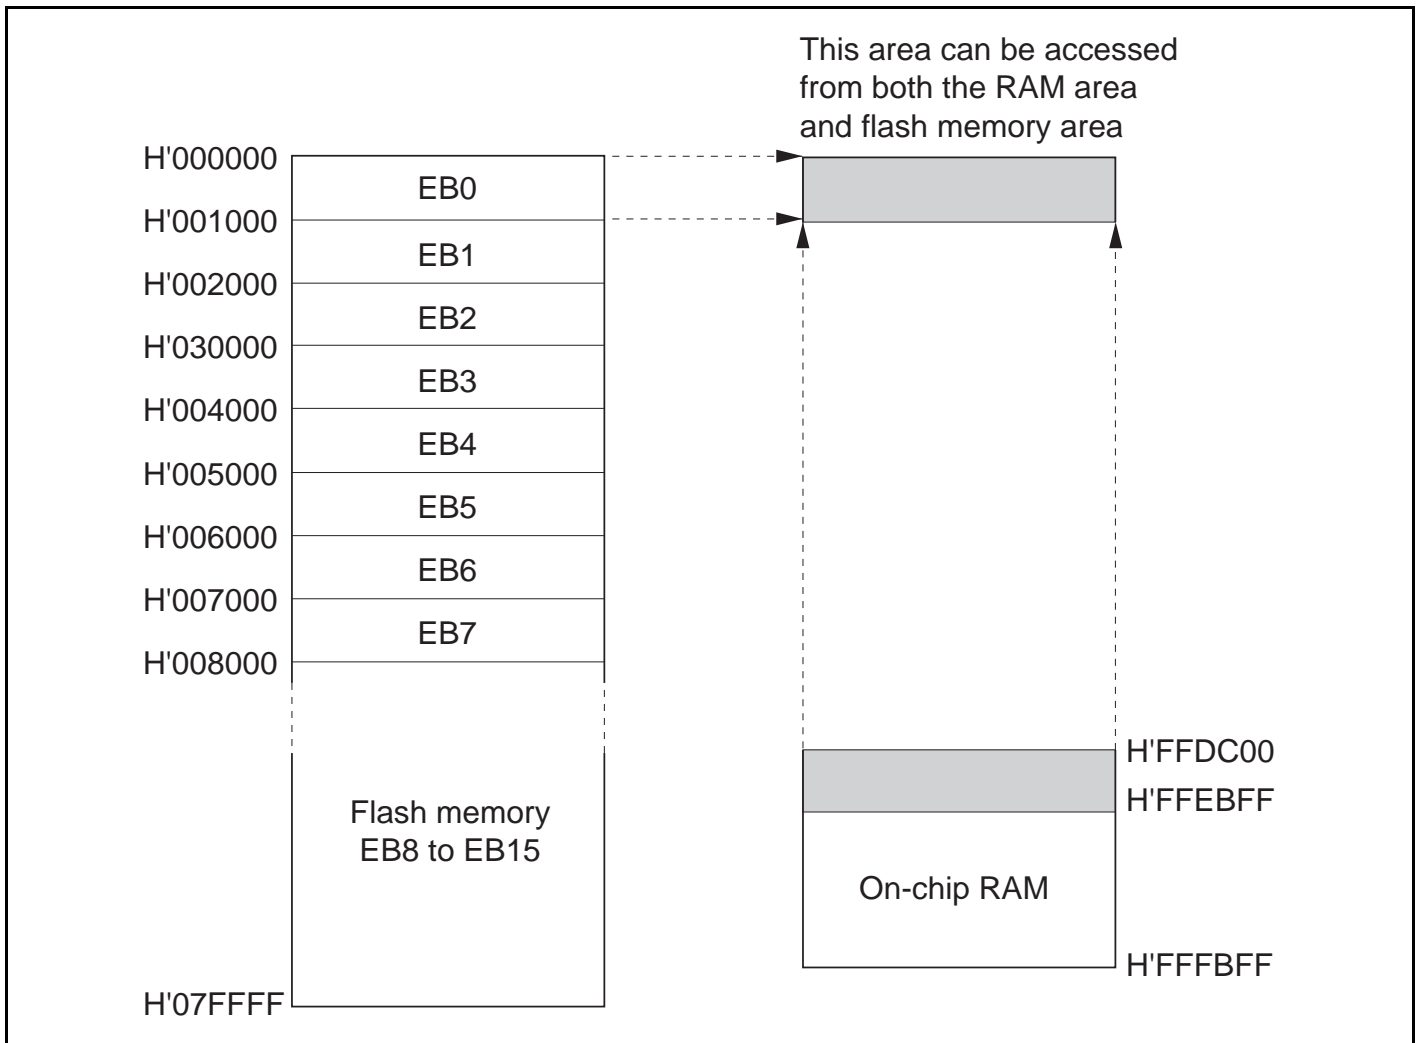 This area can be accessed
from both the RAM area
and flash memory area
H'000000
EB0
H'001000
EB1
H'002000
EB2
H'030000
EB3
H'004000
EB4
H'005000
EB5
H'006000
EB6
H'007000
EB7
H'008000
Flash memory
EB8 to EB15
H'07FFFF
H'FFDC00
H'FFEBFF
On-chip RAM
H'FFFBFF